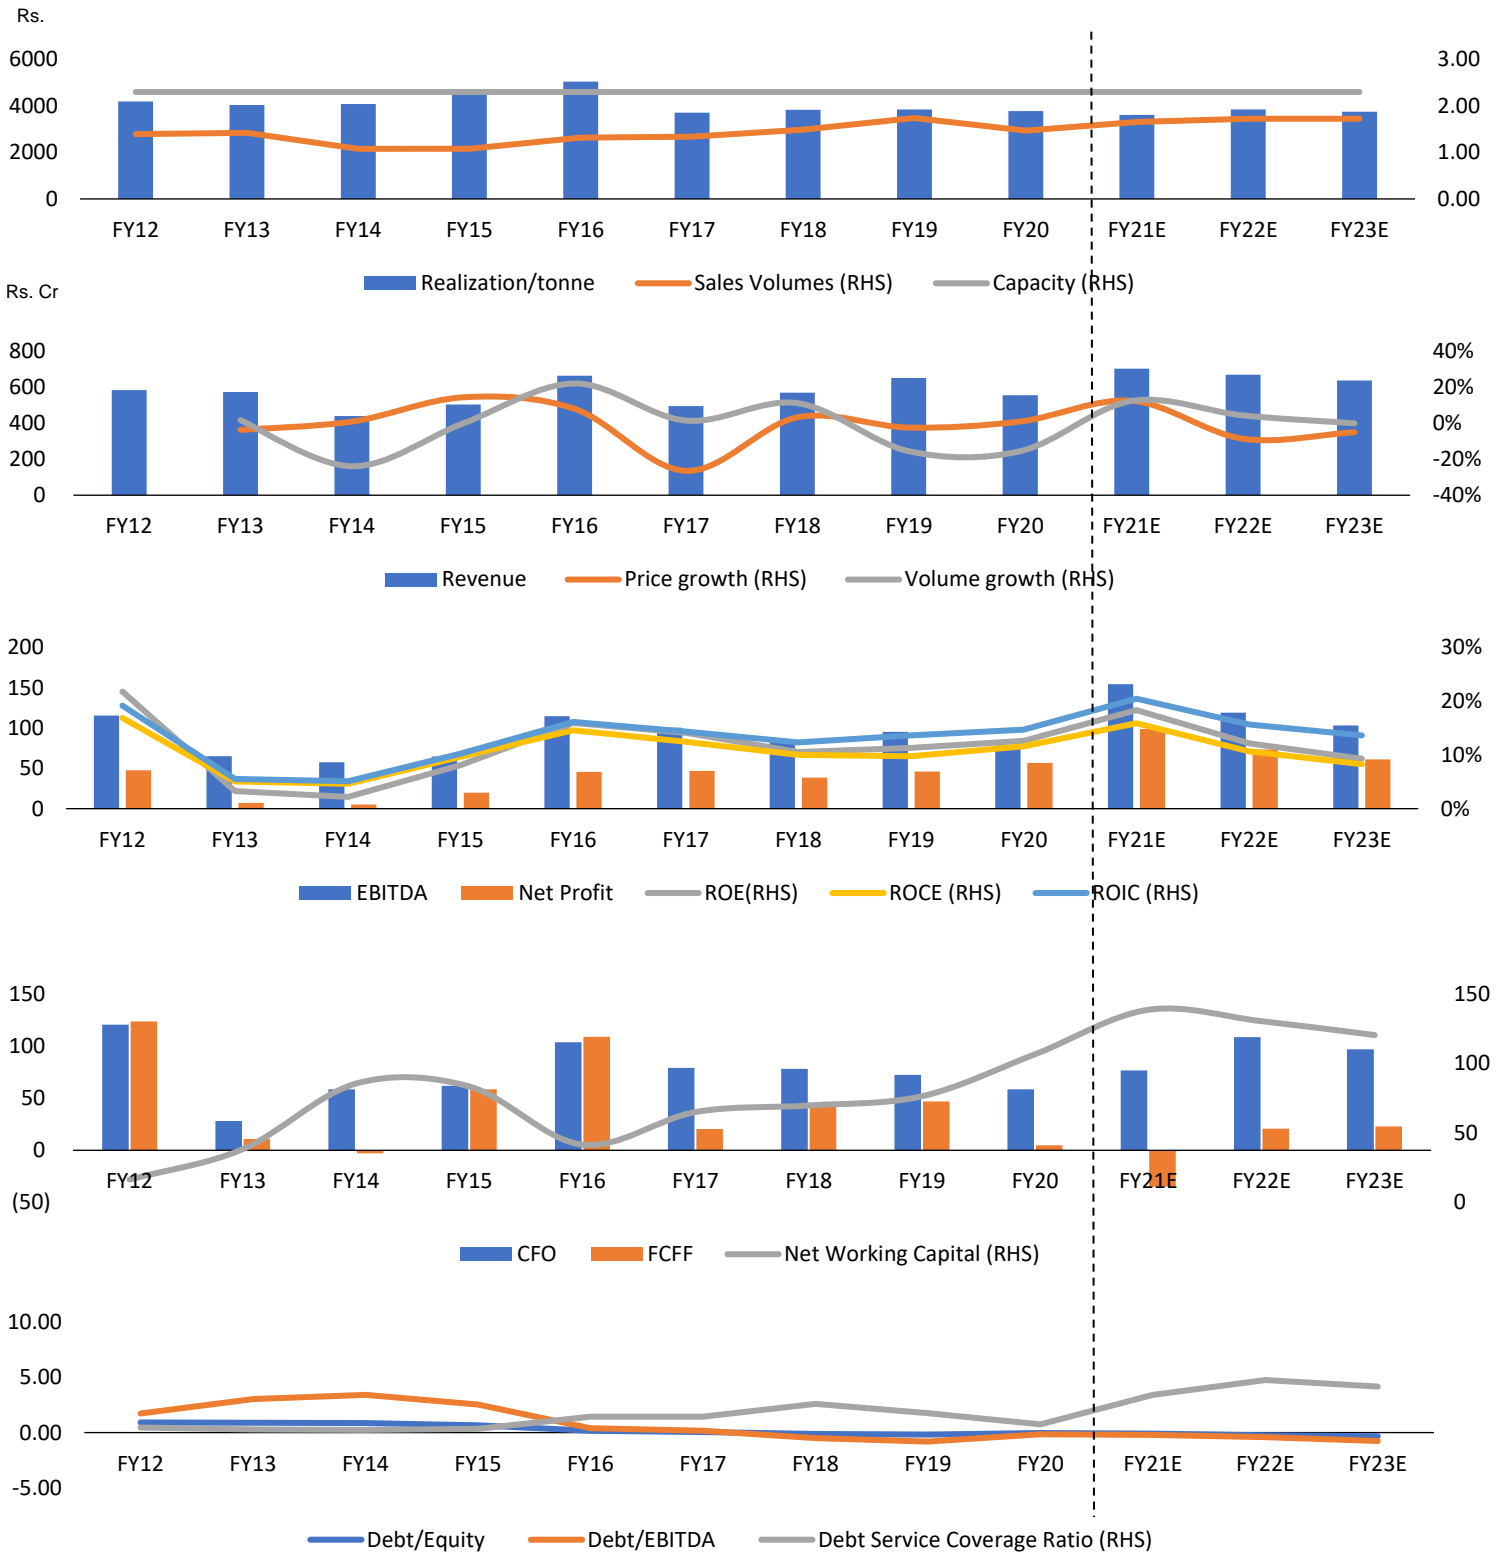 Rs.
6000 3.00
4000 2.00
2000 1.00
0 0.00
FY12 FY13 FY14 FY15 FY16 FY17 FY18 FY19 FY20 FY21E FY22E FY23E
Realization/tonne Sales Volumes (RHS) Capacity (RHS)
Rs. Cr
800 40%
600 20%
400 0%
200 -20%
0 -40%
FY12 FY13 FY14 FY15 FY16 FY17 FY18 FY19 FY20 FY21E FY22E FY23E
Revenue Price growth (RHS) Volume growth (RHS)
200 30%
150 20%
100
50 10%
0 0%
FY12 FY13 FY14 FY15 FY16 FY17 FY18 FY19 FY20 FY21E FY22E FY23E
EBITDA Net Profit ROE(RHS) ROCE (RHS) ROIC (RHS)
150 150
100 100
50
0 50
FY12 FY13 FY14 FY15 FY16 FY17 FY18 FY19 FY20 FY21E FY22E FY23E
(50) 0
CFO FCFF Net Working Capital (RHS)
10.00
5.00
0.00
FY12 FY13 FY14 FY15 FY16 FY17 FY18 FY19 FY20 FY21E FY22E FY23E
-5.00
Debt/Equity Debt/EBITDA Debt Service Coverage Ratio (RHS)